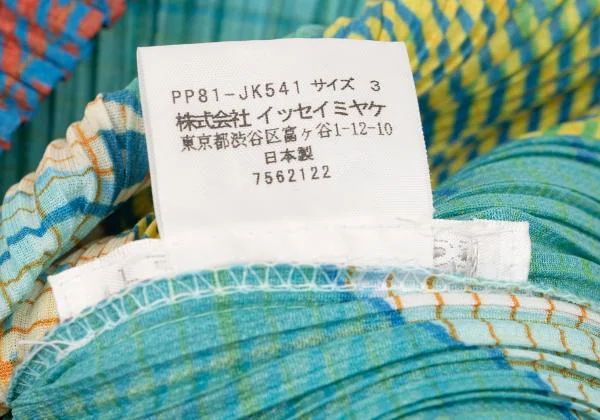 PP81-JK541 サイズ 3
株式会社 イッセイミヤケ
東京都渋谷区富ヶ谷1-12-10
日本製
7562122